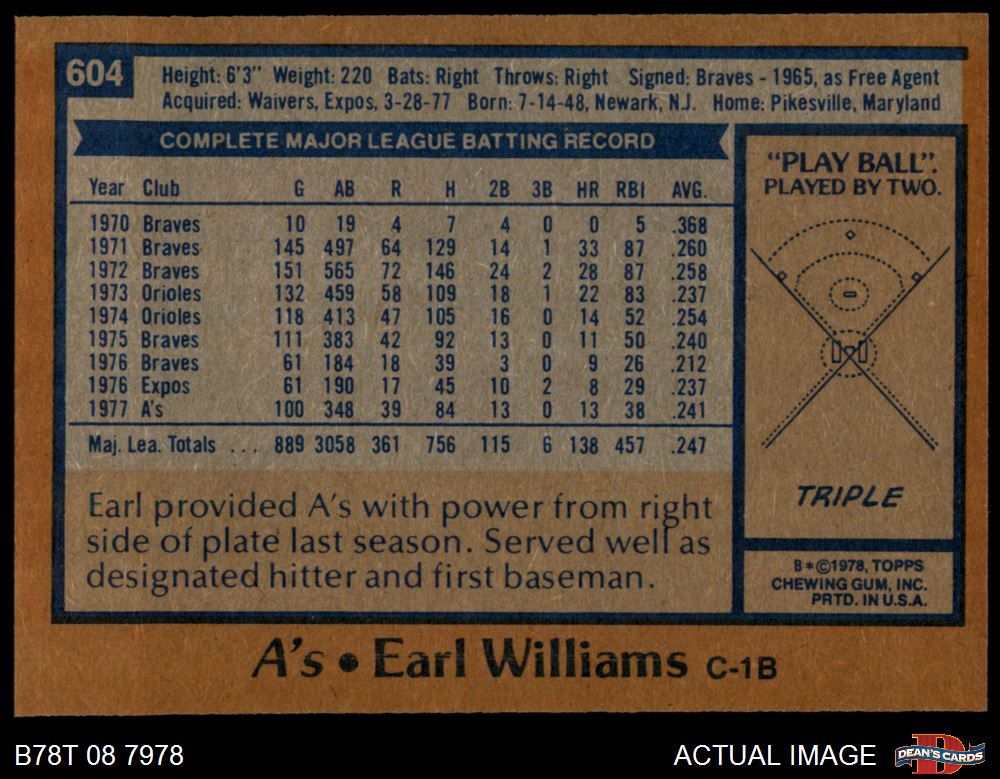 604
Height: 6'3" Weight: 220 Bats: Right Throws: Right Signed: Braves - 1965, as Free Agent
Acquired: Waivers, Expos, 3-28-77 Born: 7-14-48, Newark, N.J. Home: Pikesville, Maryland
COMPLETE MAJOR LEAGUE BATTING RECORD
Year Club G AB R H 2B 3B HR RBI AVG.
1970 Braves 10 19 4 7 4 0 0 5 .368
1971 Braves 145 497 64 129 14 1 33 87 .260
1972 Braves 151 565 72 146 24 2 28 87 .258
1973 Orioles 132 459 58 109 18 1 22 83 .237
1974 Orioles 118 413 47 105 16 0 14 52 .254
1975 Braves 111 383 42 92 13 0 11 50 .240
1976 Braves 61 184 18 39 3 0 9 26 .212
1976 Expos 61 190 17 45 10 2 8 29 .237
1977 A's 100 348 39 84 13 0 13 38 .241
Maj. Lea. Totals ... 889 3058 361 756 115 6 138 457 .247
Earl provided A's with power from right
side of plate last season. Served well as
designated hitter and first baseman.
"PLAY BALL".
PLAYED BY TWO.
TRIPLE
B*©1978, TOPPS
CHEWING GUM, INC.
PRTD. IN U.S.A.
A's • Earl Williams C-1B
B78T 08 7978
ACTUAL IMAGE
DEAN'S CARDS